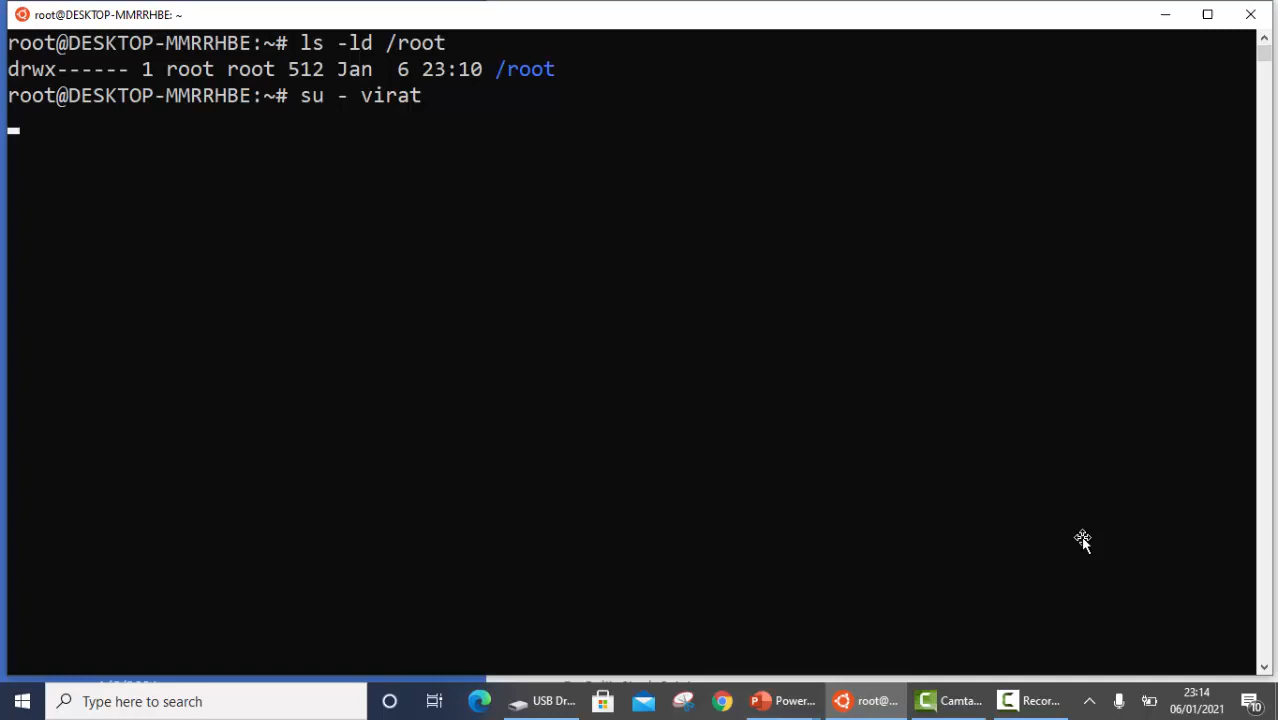 root@DESKTOP-MMRRHBE: ~
root@DESKTOP-MMRRHBE:~# ls -ld /root
drwx------ 1 root root 512 Jan  6 23:10 /root
root@DESKTOP-MMRRHBE:~# su - virat
Type here to search
USB Dr...
Power...
root@...
Camta...
Recor...
23:14
06/01/2021
10